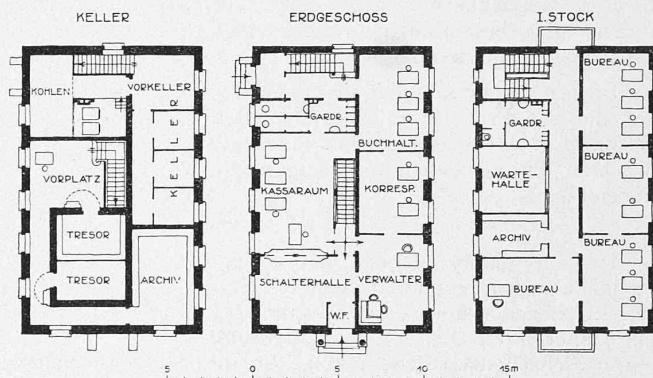 KELLER
ERDGESCHOSS
I. STOCK
KOHLEN
VORKELLER
VORPLATZ
KELLER
TRESOR
TRESOR
ARCHIV
GARDR.
BUCHHALT.
KASSARAUM
KORRESP.
SCHALTERHALLE
VERWALTER
W.F.
BUREAU
GARDR.
BUREAU
WARTE-
HALLE
ARCHIV
BUREAU
BUREAU
5 0 5 10 15m